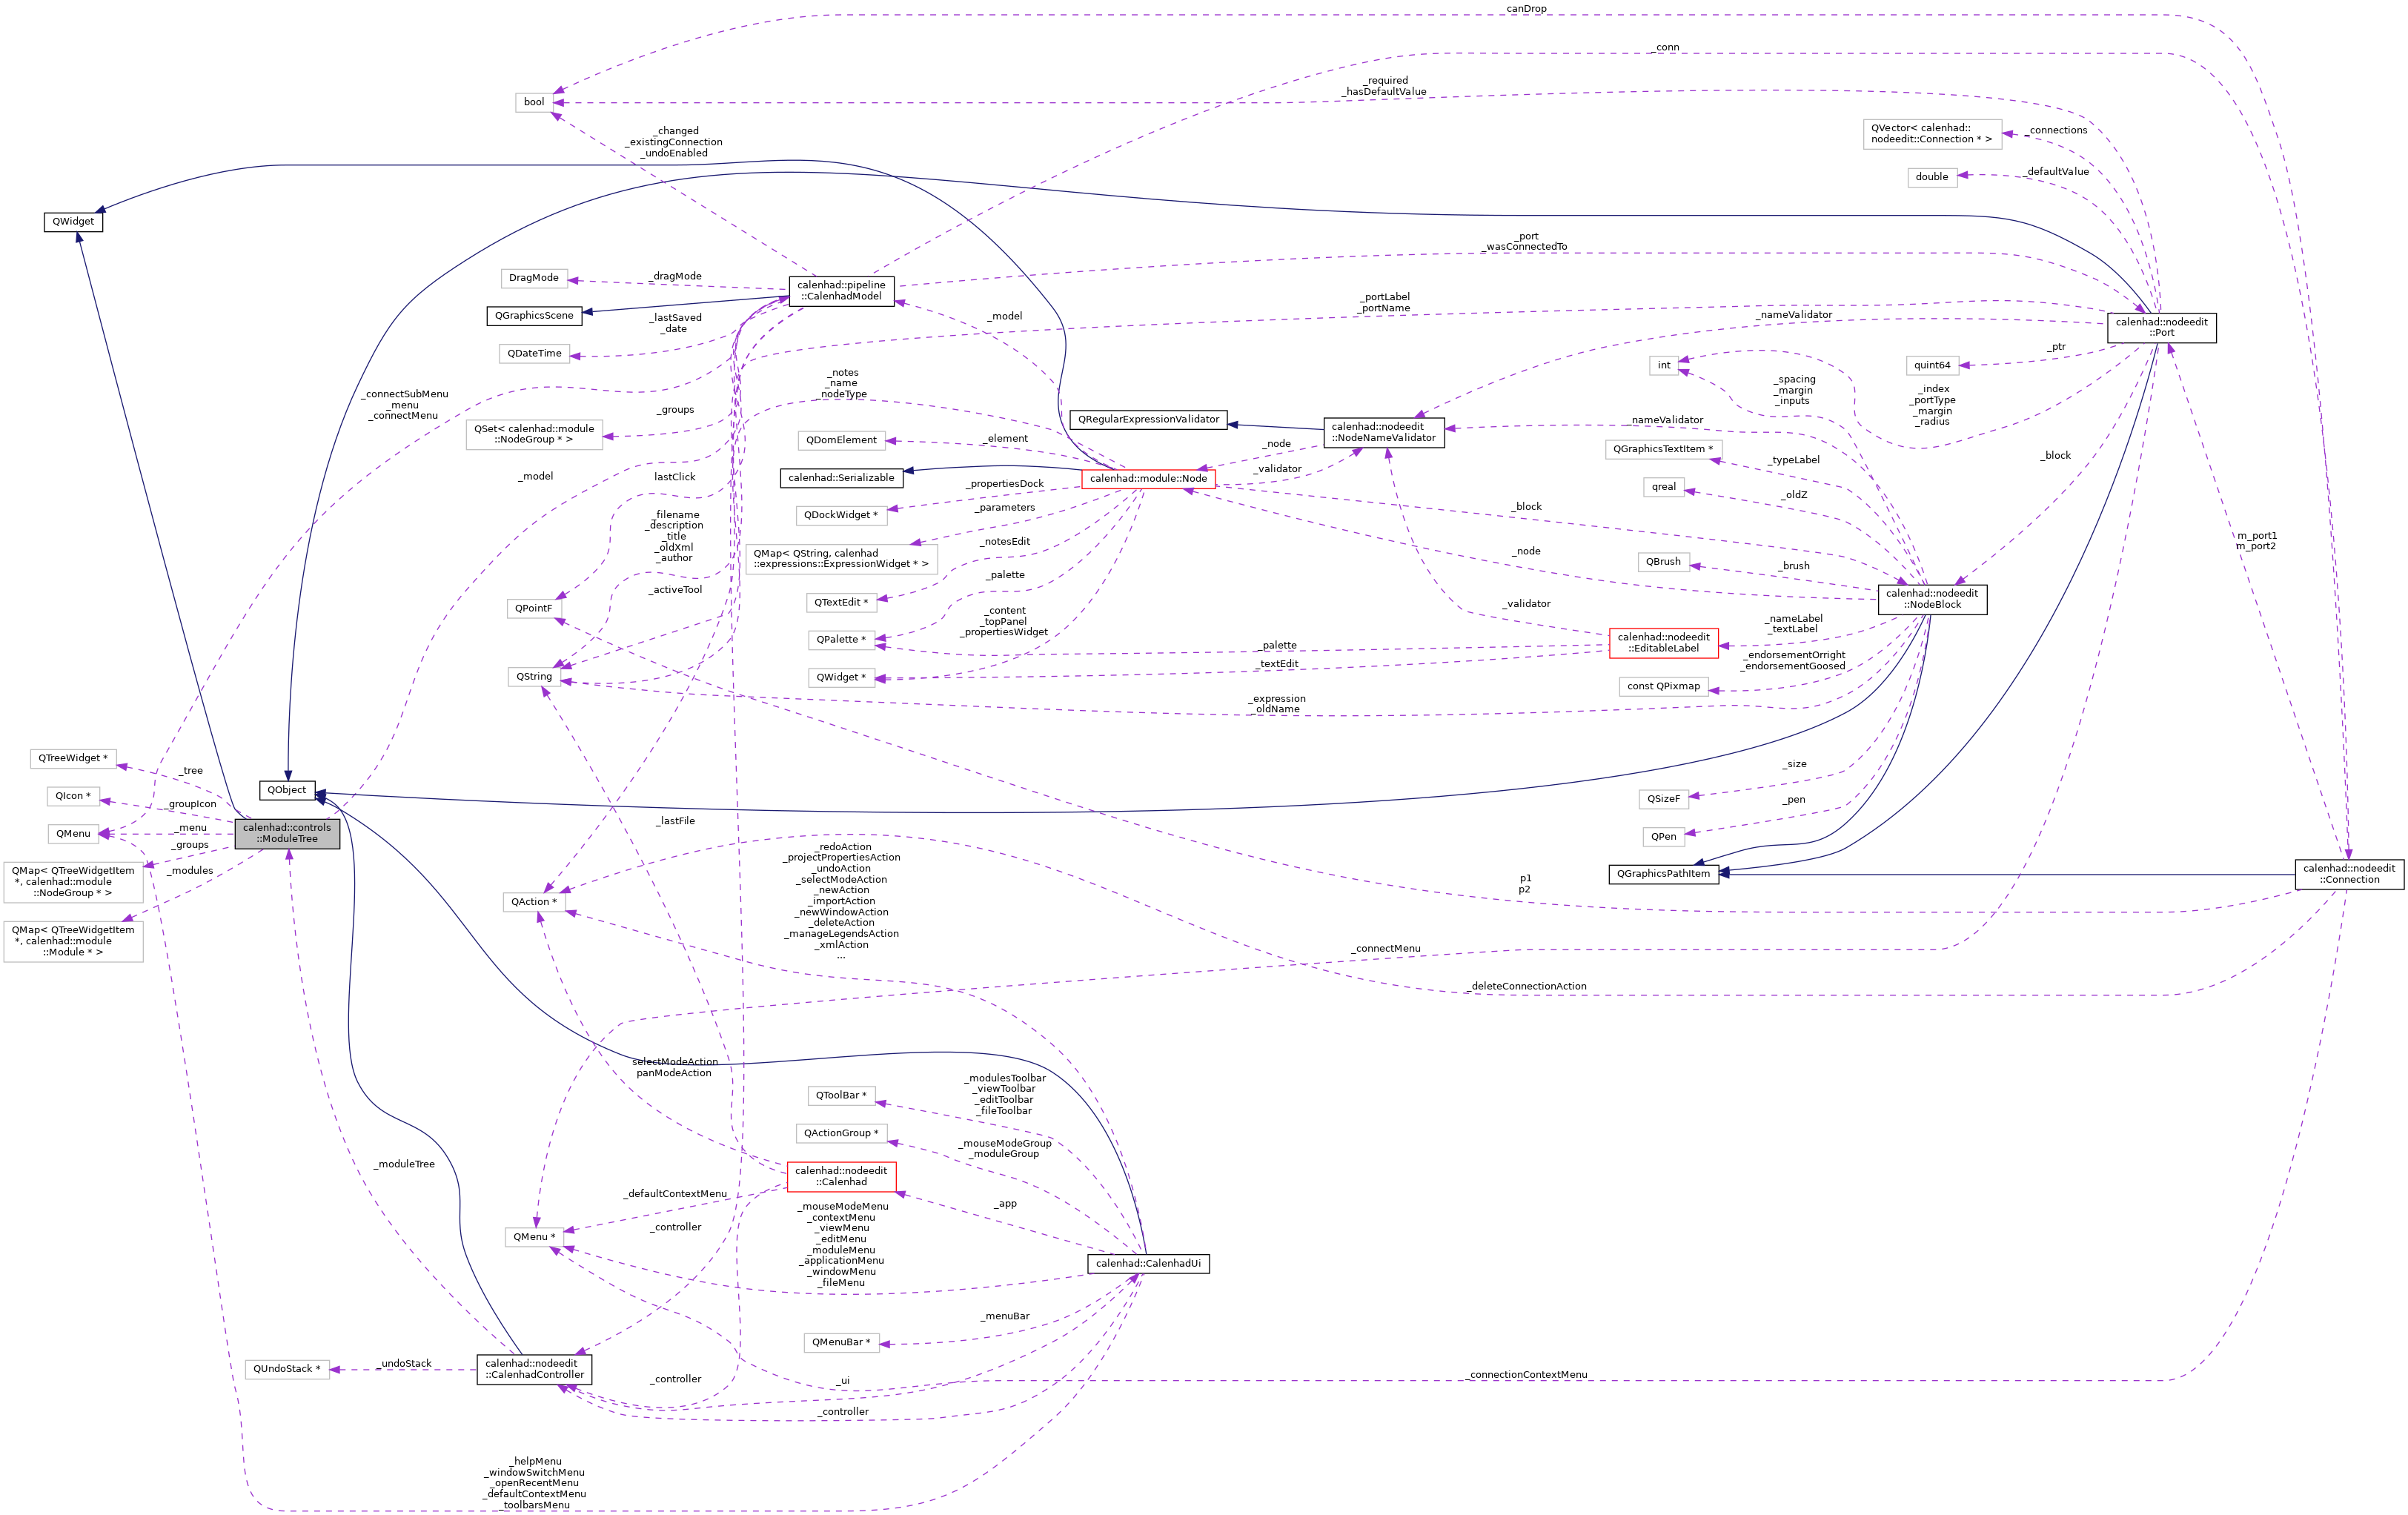 canDrop
_conn
_required
_hasDefaultValue
bool
_changed
_existingConnection
_undoEnabled
QVector< calenhad::
nodeedit::Connection * >
_connections
double
_defaultValue
QWidget
_port
_wasConnectedTo
DragMode
_dragMode
calenhad::pipeline
::CalenhadModel
QGraphicsScene
_lastSaved
_date
QDateTime
_model
_portLabel
_portName
_nameValidator
calenhad::nodeedit
::Port
int
quint64
_ptr
_connectSubMenu
_menu
_connectMenu
_notes
_name
_nodeType
_spacing
_margin
_inputs
_index
_portType
_margin
_radius
_groups
QSet< calenhad::module
::NodeGroup * >
QRegularExpressionValidator
calenhad::nodeedit
::NodeNameValidator
_nameValidator
QDomElement
_element
_node
QGraphicsTextItem *
_typeLabel
_block
_model
lastClick
calenhad::Serializable
calenhad::module::Node
_validator
qreal
_oldZ
_propertiesDock
QDockWidget *
_parameters
_block
_filename
_description
_title
_oldXml
_author
m_port1
m_port2
_notesEdit
QMap< QString, calenhad
::expressions::ExpressionWidget * >
_node
QBrush
_brush
_palette
_activeTool
QPointF
QTextEdit *
_content
_topPanel
_propertiesWidget
_validator
calenhad::nodeedit
::NodeBlock
_nameLabel
_textLabel
QPalette *
_palette
calenhad::nodeedit
::EditableLabel
_endorsementOrright
_endorsementGoosed
QString
QWidget *
_textEdit
const QPixmap
_expression
_oldName
QTreeWidget *
_tree
_size
QObject
QIcon *
_groupIcon
QSizeF
_pen
QMenu
_menu
calenhad::controls
::ModuleTree
_lastFile
QPen
_groups
QMap< QTreeWidgetItem
*, calenhad::module
::NodeGroup * >
_modules
_redoAction
_projectPropertiesAction
_undoAction
_selectModeAction
_newAction
_importAction
_newWindowAction
_deleteAction
_manageLegendsAction
_xmlAction
...
QAction *
p1
p2
QGraphicsPathItem
calenhad::nodeedit
::Connection
QMap< QTreeWidgetItem
*, calenhad::module
::Module * >
_connectMenu
_deleteConnectionAction
selectModeAction
panModeAction
QToolBar *
_modulesToolbar
_viewToolbar
_editToolbar
_fileToolbar
QActionGroup *
_mouseModeGroup
_moduleGroup
_moduleTree
calenhad::nodeedit
::Calenhad
_defaultContextMenu
_app
_mouseModeMenu
_contextMenu
_viewMenu
_editMenu
_moduleMenu
_applicationMenu
_windowMenu
_fileMenu
QMenu *
_controller
calenhad::CalenhadUi
_menuBar
QMenuBar *
QUndoStack *
_undoStack
calenhad::nodeedit
::CalenhadController
_controller
_ui
_connectionContextMenu
_controller
_helpMenu
_windowSwitchMenu
_openRecentMenu
_defaultContextMenu
_toolbarsMenu